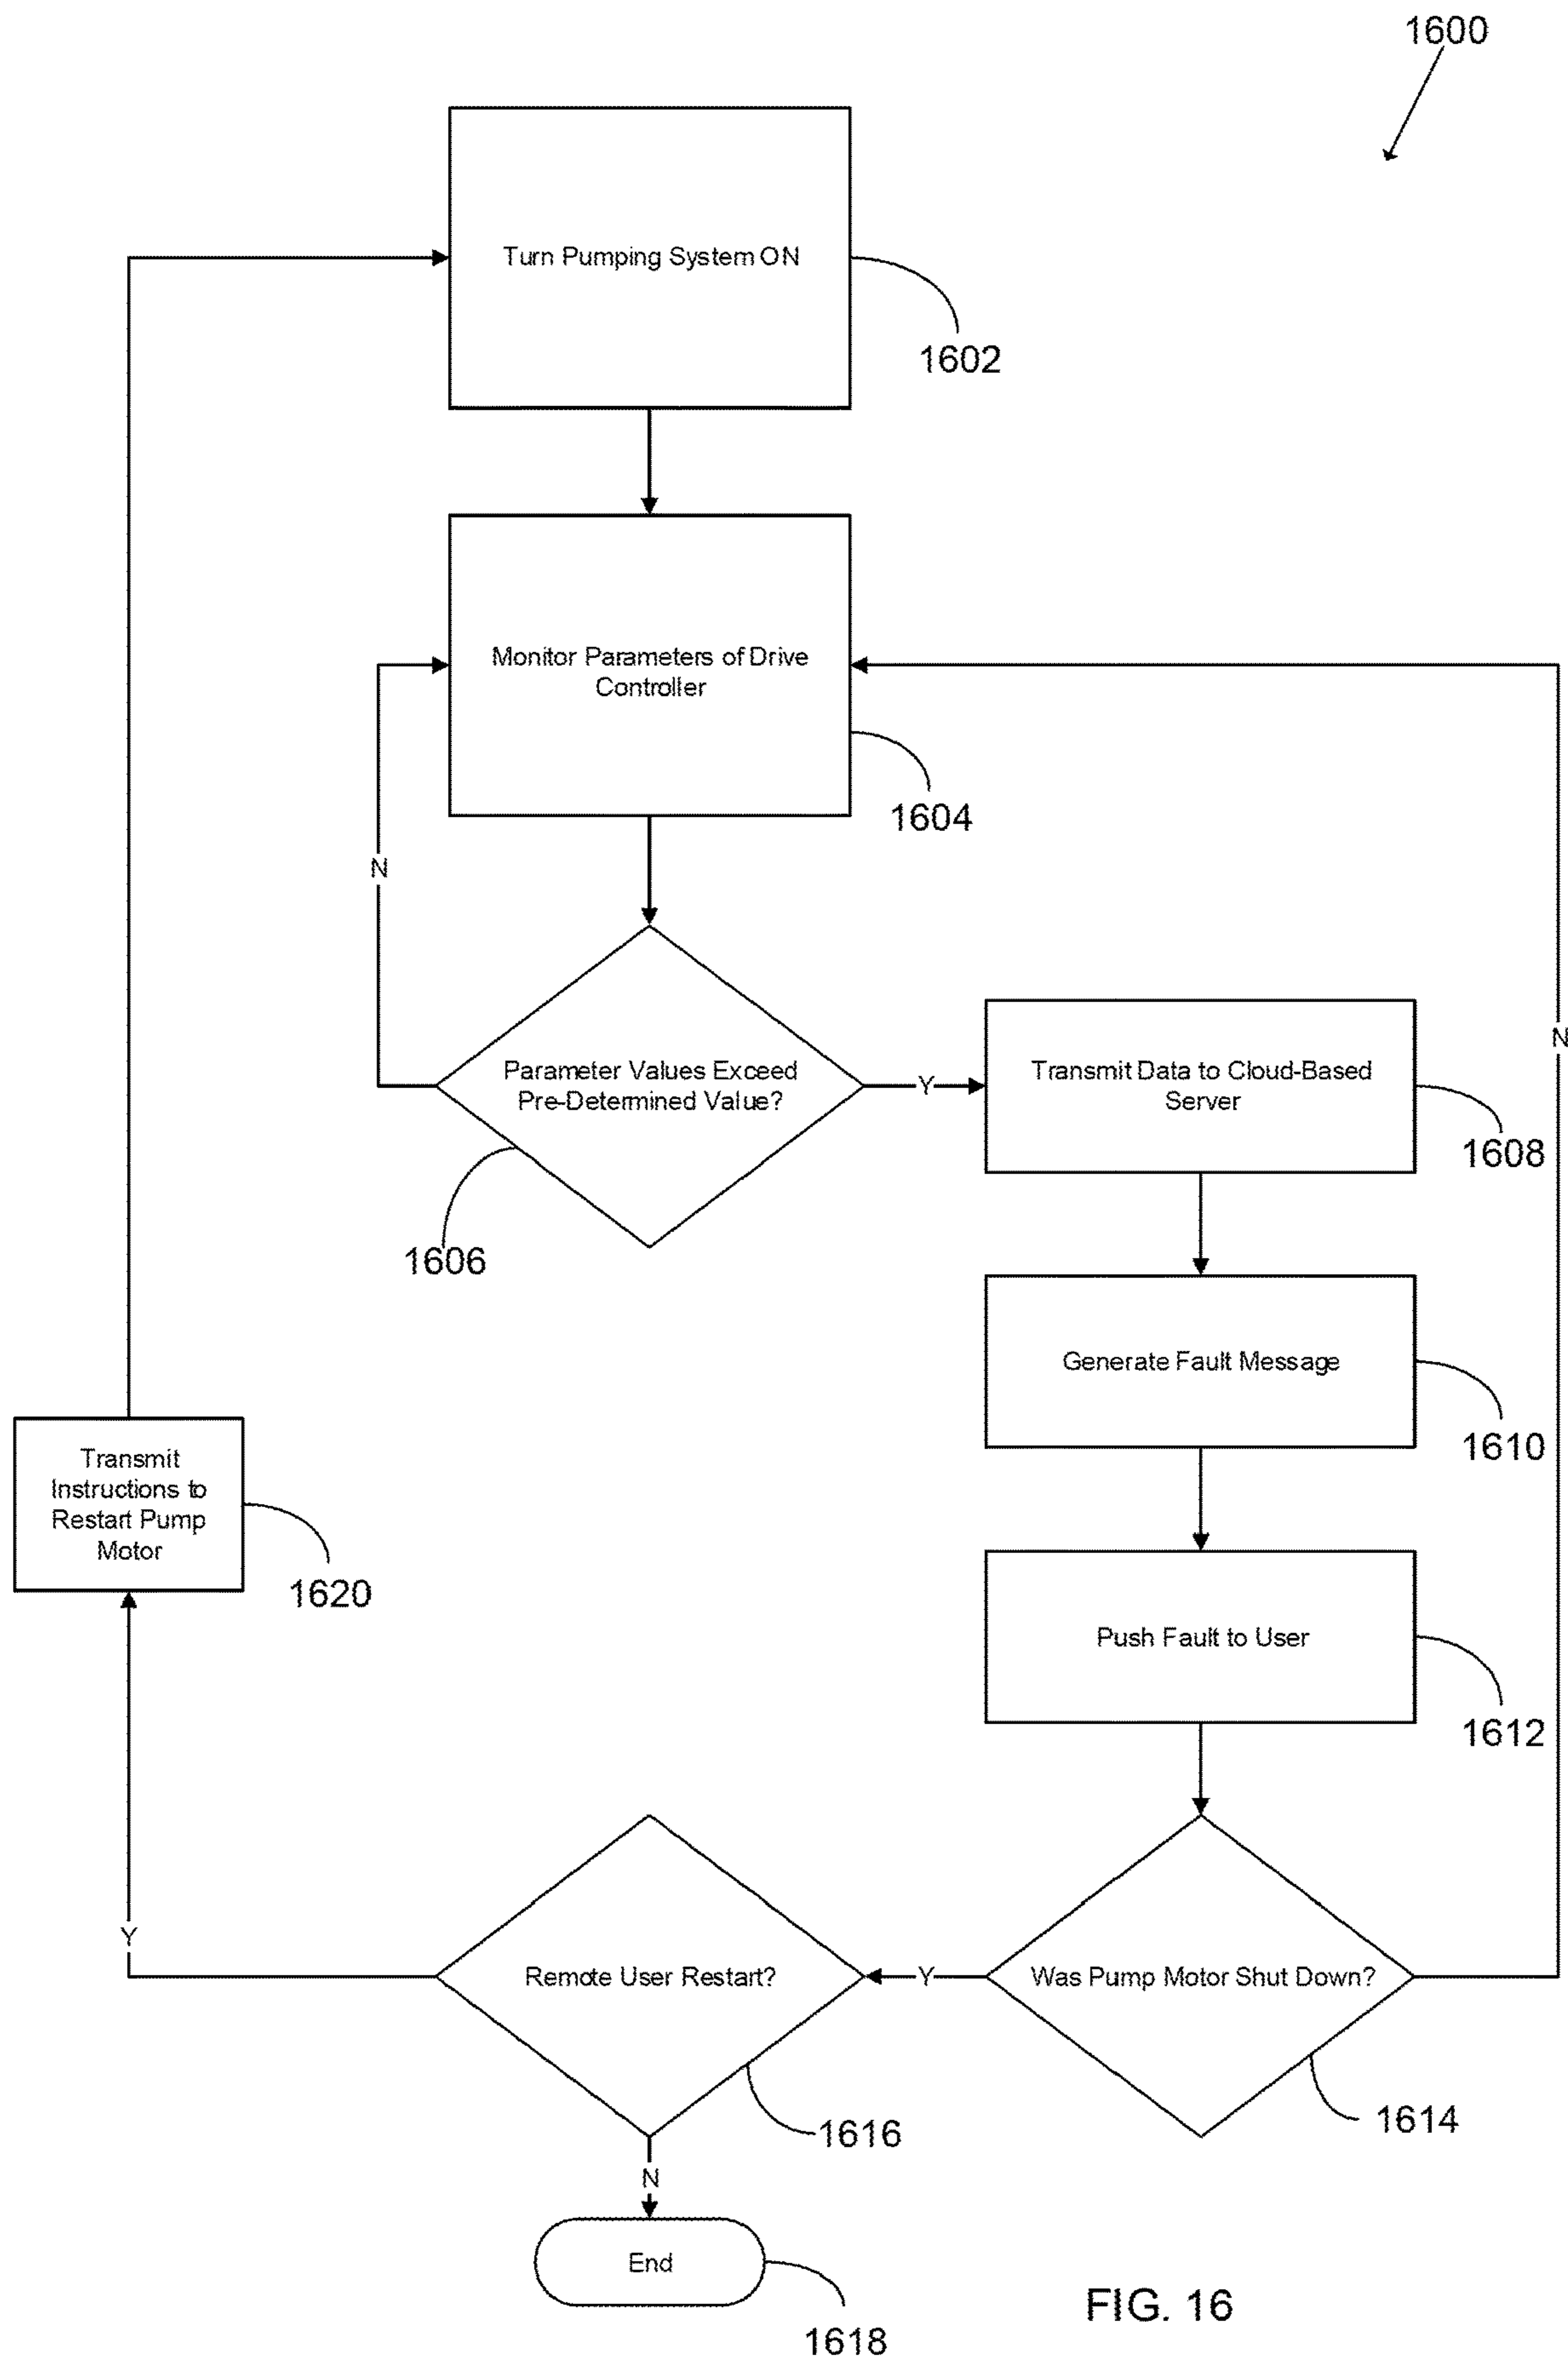 1600
Turn Pumping System ON
1602
Monitor Parameters of Drive
Controller
1604
N
Parameter Values Exceed
Pre-Determined Value?
Y
1606
Transmit Data to Cloud-Based
Server
1608
N
Generate Fault Message
1610
Transmit
Instructions to
Restart Pump
Motor
1620
Push Fault to User
1612
Y
Remote User Restart?
Y
Was Pump Motor Shut Down?
1616
1614
N
End
1618
FIG. 16